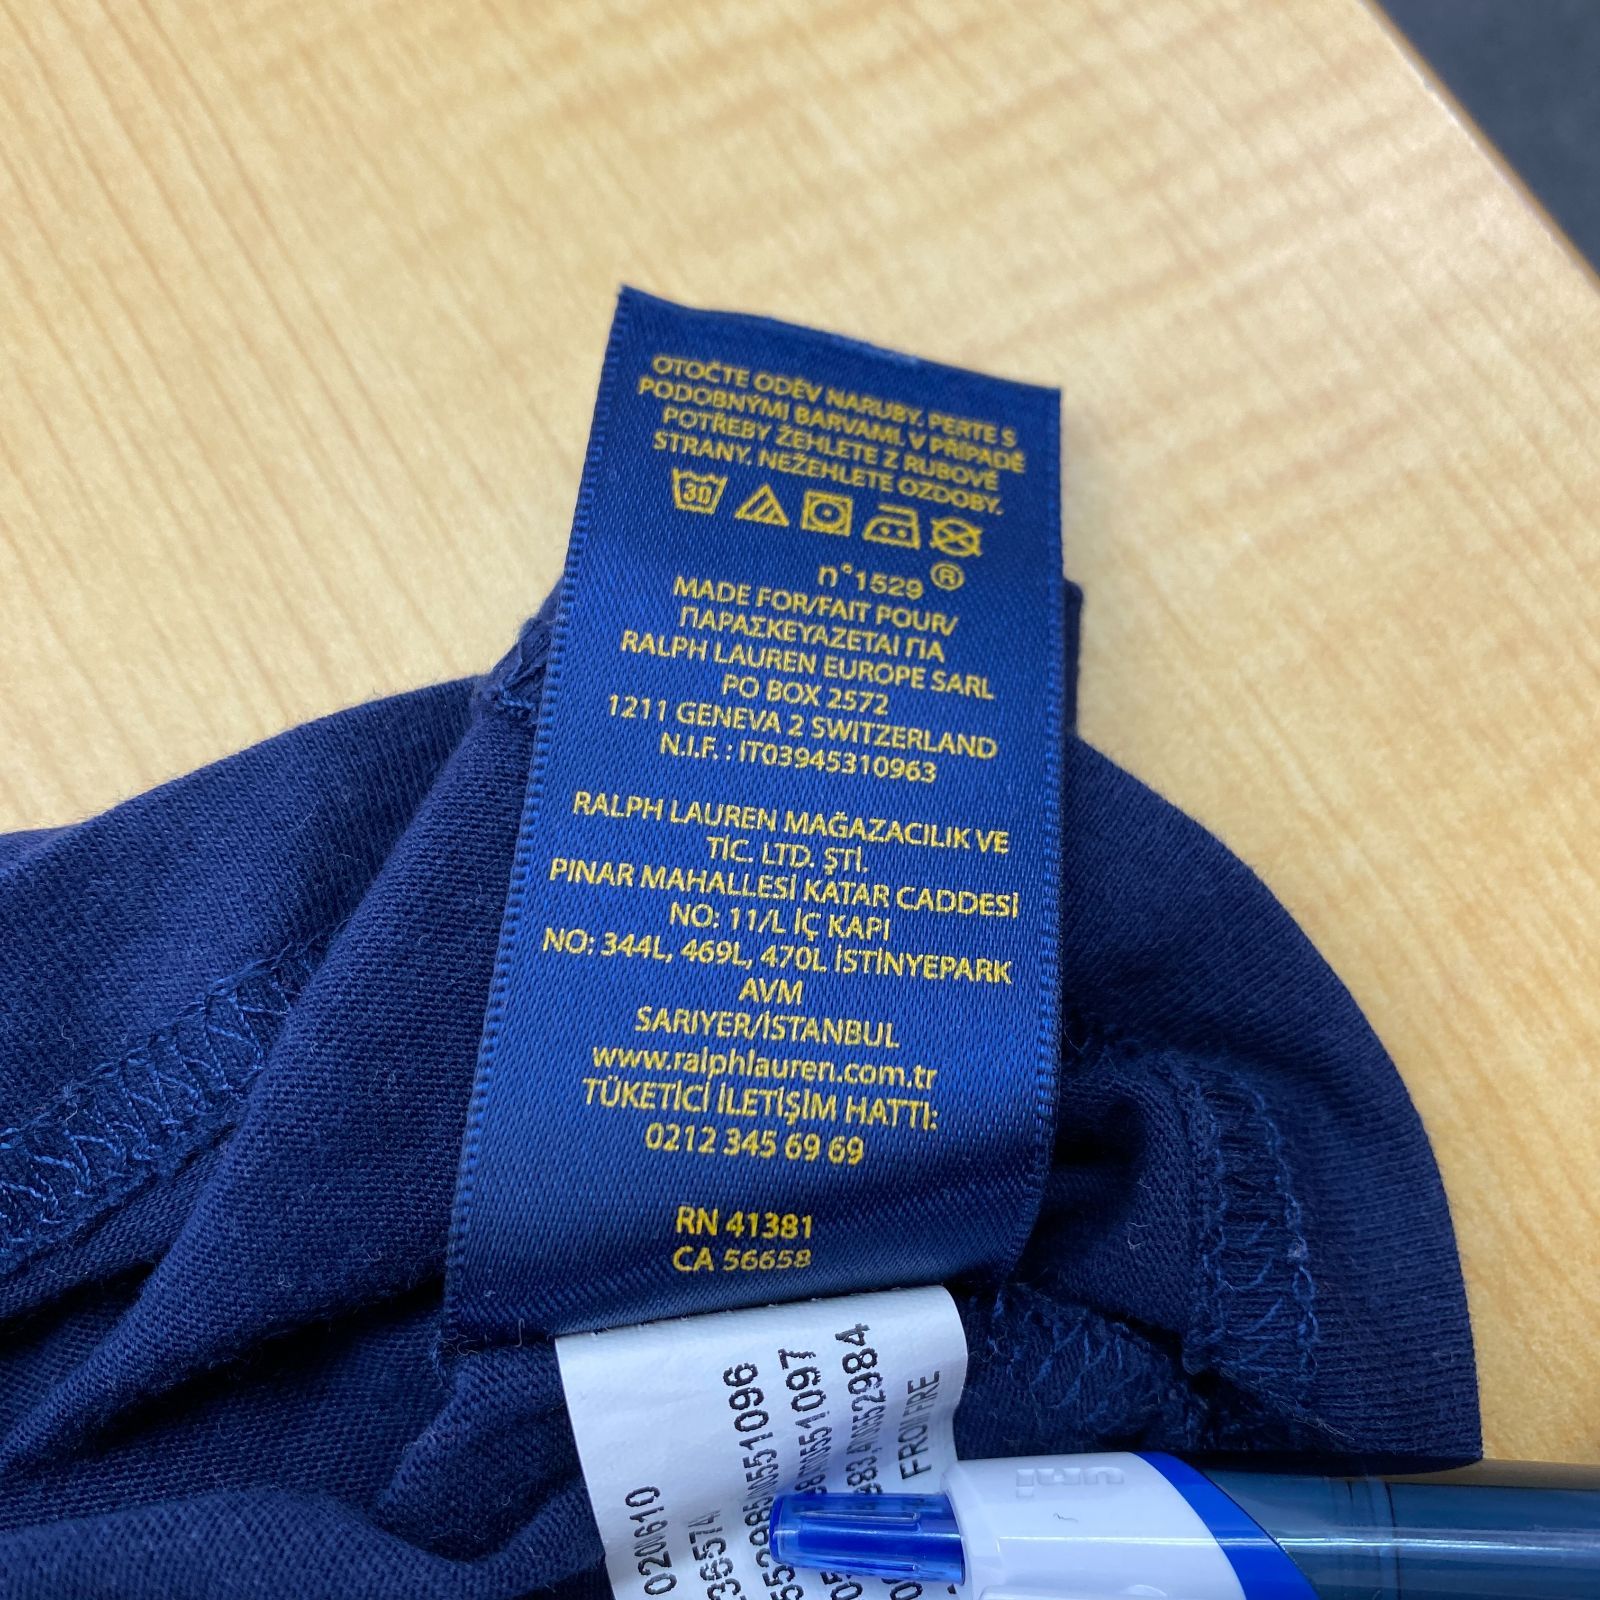 OTOČTE ODĚV NARUBY. PERTE S
PODOBNÝMI BARVAMI. V PŘÍPADĚ
POTŘEBY ŽEHLETE Z RUBOVÉ
STRANY. NEŽEHLETE OZDOBY.
30
n°1529 ®
MADE FOR/FAIT POUR/
ΠΑΡΑΣΚΕΥΑΖΕΤΑΙ ΓΙΑ
RALPH LAUREN EUROPE SARL
PO BOX 2572
1211 GENEVA 2 SWITZERLAND
N.I.F. : IT03945310963
RALPH LAUREN MAĞAZACILIK VE
TİC. LTD. ŞTİ.
PINAR MAHALLESİ KATAR CADDESİ
NO: 11/L İÇ KAPI
NO: 344L, 469L, 470L İSTİNYEPARK
AVM
SARIYER/İSTANBUL
www.ralphlauren.com.tr
TÜKETİCİ İLETİŞİM HATTI:
0212 345 69 69
RN 41381
CA 56658
FROM FIRE